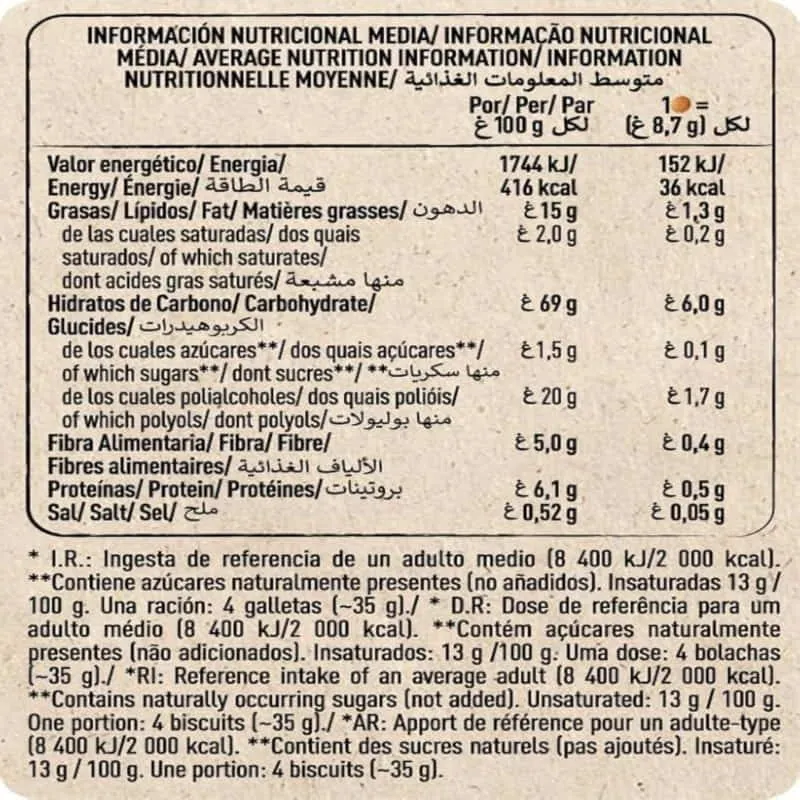 INFORMACIÓN NUTRICIONAL MEDIA/ INFORMAÇÃO NUTRICIONAL
MÉDIA/ AVERAGE NUTRITION INFORMATION/ INFORMATION
NUTRITIONNELLE MOYENNE/ متوسط المعلومات الغذائية
Por/ Per/ Par 1 =
لكل 100 g غ لكل (8,7 g غ)
Valor energético/ Energia/ 1744 kJ/ 152 kJ/
Energy/ Énergie/ قيمة الطاقة 416 kcal 36 kcal
Grasas/ Lípidos/ Fat/ Matières grasses/ الدهون غ 15 g غ 1,3 g
de las cuales saturadas/ dos quais غ 2,0 g غ 0,2 g
saturados/ of which saturates/
dont acides gras saturés/ منها مشبعة
Hidratos de Carbono/ Carbohydrate/ غ 69 g غ 6,0 g
Glucides/ الكربوهيدرات
de los cuales azúcares**/ dos quais açúcares**/ غ 1,5 g غ 0,1 g
of which sugars**/ dont sucres**/ منها سكريات**
de los cuales polialcoholes/ dos quais polióis/ غ 20 g غ 1,7 g
of which polyols/ dont polyols/ منها بوليولات
Fibra Alimentaria/ Fibra/ Fibre/ غ 5,0 g غ 0,4 g
Fibres alimentaires/ الألياف الغذائية
Proteínas/ Protein/ Protéines/ بروتينات غ 6,1 g غ 0,5 g
Sal/ Salt/ Sel/ ملح غ 0,52 g غ 0,05 g
* I.R.: Ingesta de referencia de un adulto medio (8 400 kJ/2 000 kcal).
**Contiene azúcares naturalmente presentes (no añadidos). Insaturadas 13 g /
100 g. Una ración: 4 galletas (~35 g)./ * D.R: Dose de referência para um
adulto médio (8 400 kJ/2 000 kcal). **Contém açúcares naturalmente
presentes (não adicionados). Insaturados: 13 g /100 g. Uma dose: 4 bolachas
(~35 g)./ *RI: Reference intake of an average adult (8 400 kJ/2 000 kcal).
**Contains naturally occurring sugars (not added). Unsaturated: 13 g / 100 g.
One portion: 4 biscuits (~35 g)./ *AR: Apport de référence pour un adulte-type
(8 400 kJ/2 000 kcal). **Contient des sucres naturels (pas ajoutés). Insaturé:
13 g / 100 g. Une portion: 4 biscuits (~35 g).